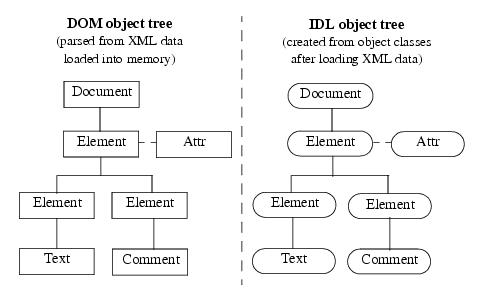 DOM object tree
(parsed from XML data
loaded into memory)
Document
Element
Attr
Element
Element
Text
Comment
IDL object tree
(created from object classes
after loading XML data)
Document
Element
Attr
Element
Element
Text
Comment